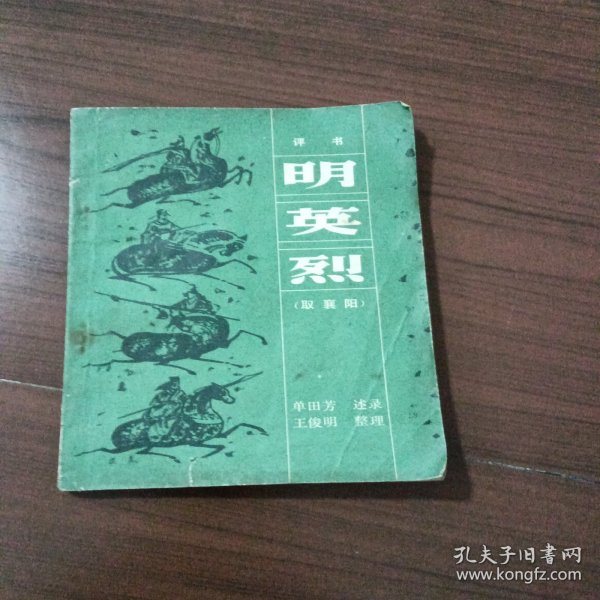 评书
明
英
烈
(取襄阳)
单田芳 述录
王俊明 整理
孔夫子旧书网
www.kongfz.com